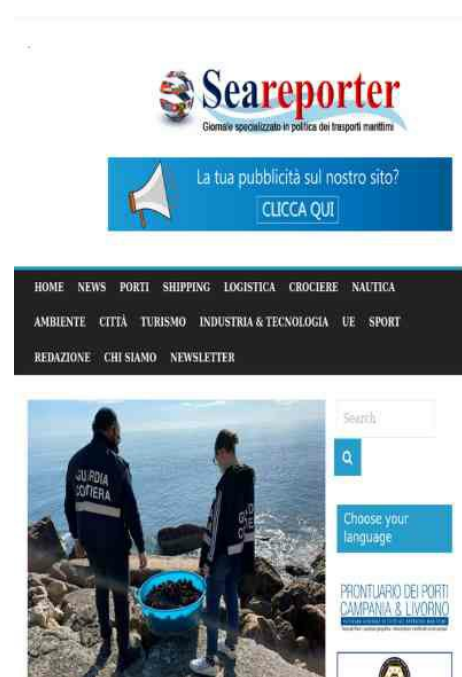 Seareporter
Giornale specializzato in politica dei trasporti marittimi
La tua pubblicità sul nostro sito?
CLICCA QUI
HOME NEWS PORTI SHIPPING LOGISTICA CROCIERE NAUTICA
AMBIENTE CITTÀ TURISMO INDUSTRIA & TECNOLOGIA UE SPORT
REDAZIONE CHI SIAMO NEWSLETTER
Search
GUARDIA
COSTIERA
Choose your
language
PRONTUARIO DEI PORTI
CAMPANIA & LIVORNO